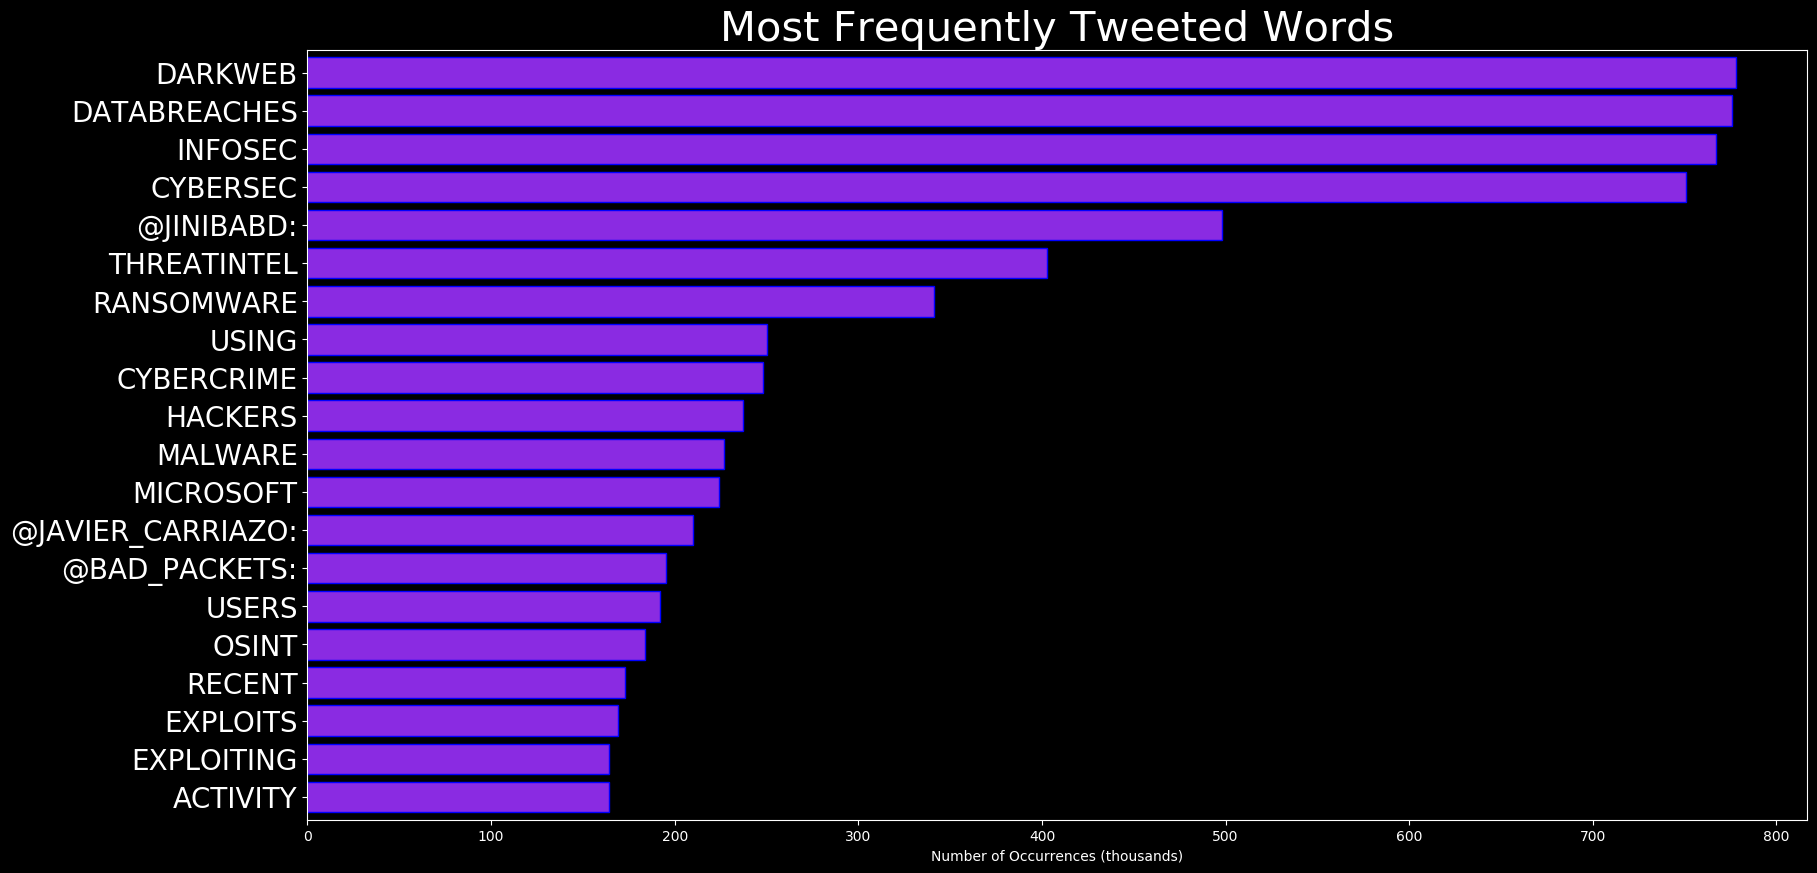 Most Frequently Tweeted Words
DARKWEB
DATABREACHES
INFOSEC
CYBERSEC
@JINIBABD:
THREATINTEL
RANSOMWARE
USING
CYBERCRIME
HACKERS
MALWARE
MICROSOFT
@JAVIER_CARRIAZO:
@BAD_PACKETS:
USERS
OSINT
RECENT
EXPLOITS
EXPLOITING
ACTIVITY
0 100 200 300 400 500 600 700 800
Number of Occurrences (thousands)